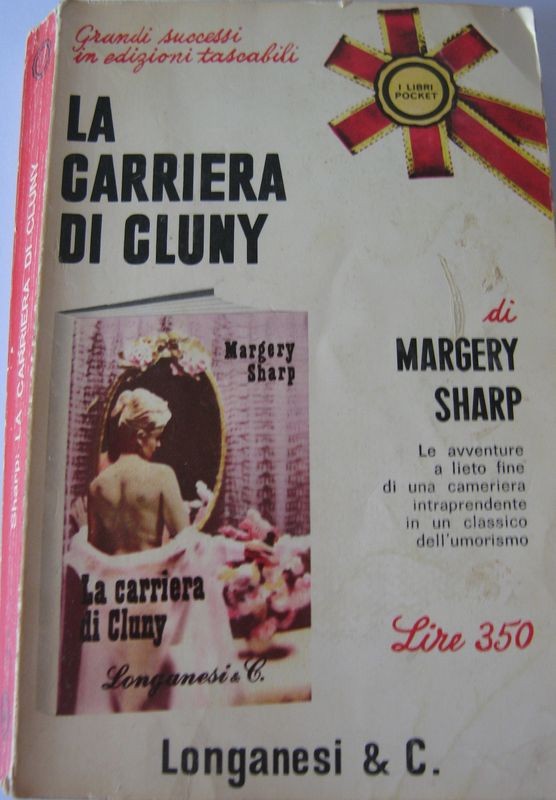 Grandi successi
in edizioni tascabili
I LIBRI
POCKET
LA
CARRIERA
DI CLUNY
di
MARGERY
SHARP
Le avventure
a lieto fine
di una cameriera
intraprendente
in un classico
dell'umorismo
Margery
Sharp
La carriera
di Cluny
Longanesi & C.
Lire 350
Longanesi & C.
Sharp: LA CARRIERA DI CLUNY